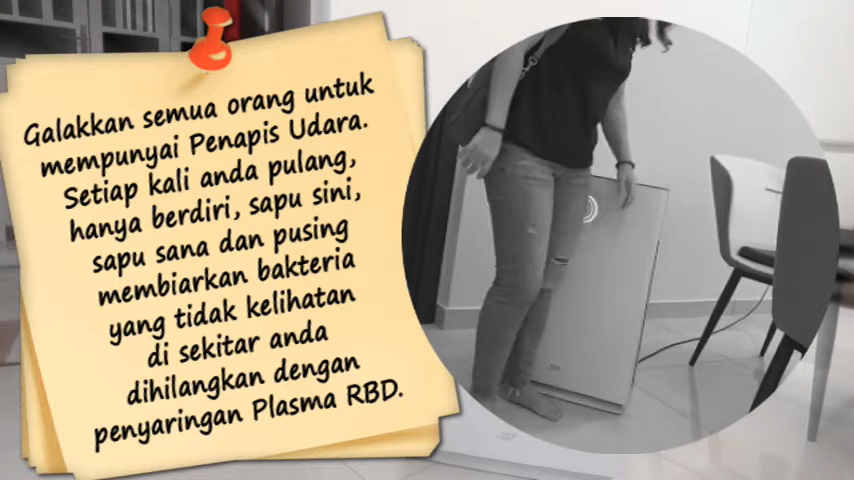 Galakkan semua orang untuk
mempunyai Penapis Udara.
Setiap kali anda pulang,
hanya berdiri, sapu sini,
sapu sana dan pusing
membiarkan bakteria
yang tidak kelihatan
di sekitar anda
dihilangkan dengan
penyaringan Plasma RBD.